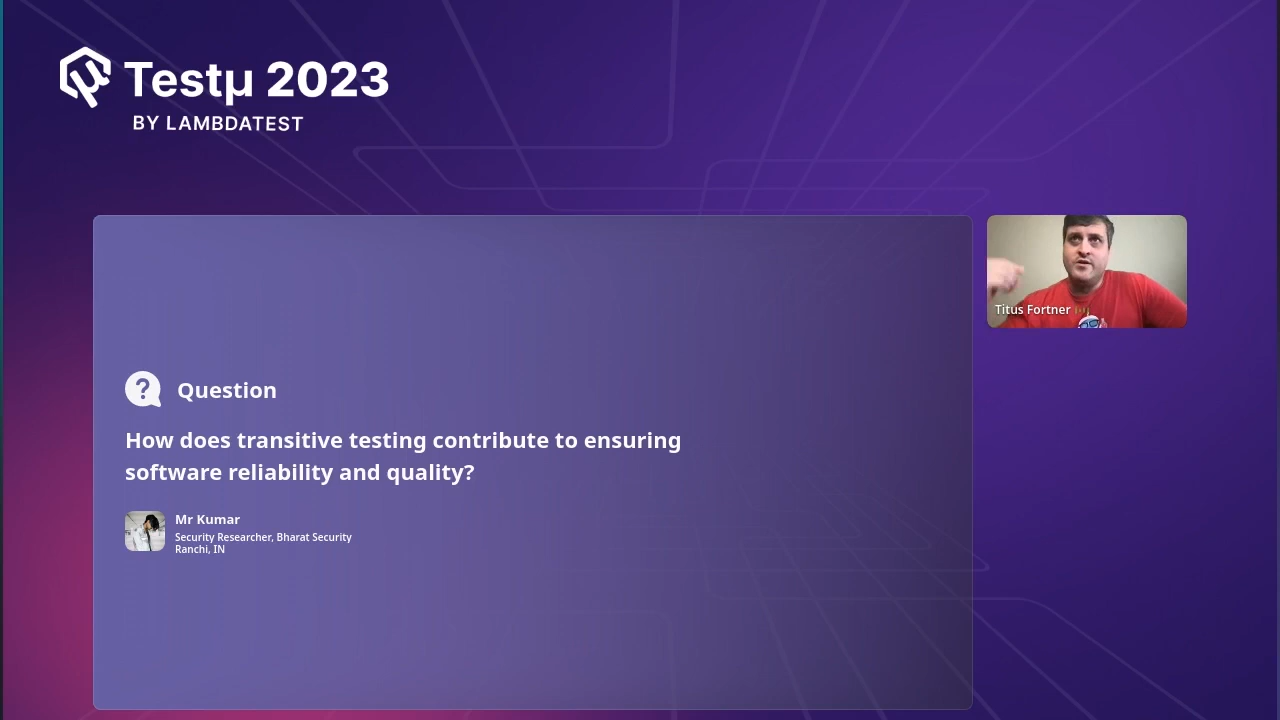 Testμ 2023
BY LAMBDATEST
Titus Fortner
Question
How does transitive testing contribute to ensuring
software reliability and quality?
Mr Kumar
Security Researcher, Bharat Security
Ranchi, IN